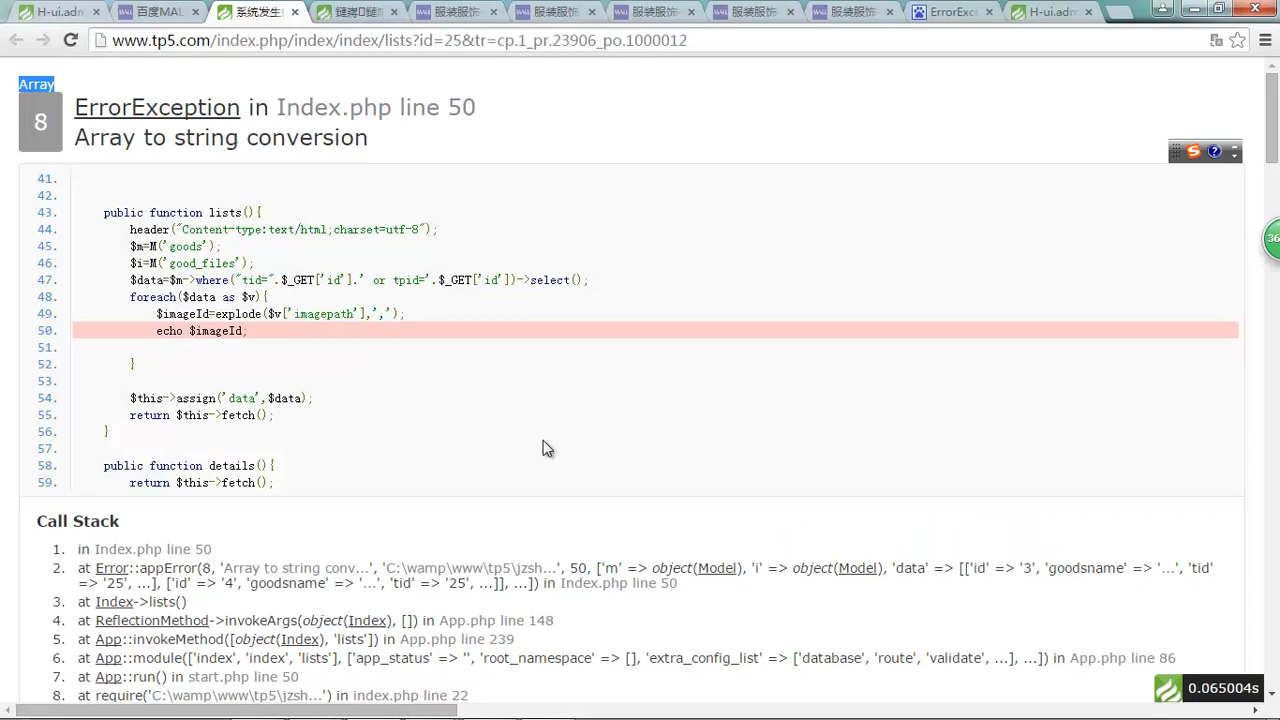 H-ui.adm
百度MAL
系统发生
服装服饰
服装服饰
服装服饰
服装服饰
服装服饰
ErrorExc
H-ui.adm
www.tp5.com/index.php/index/index/lists?id=25&tr=cp.1_pr.23906_po.1000012
Array
8
ErrorException in Index.php line 50
Array to string conversion
41.
42.
43. public function lists(){
44. header("Content-type:text/html;charset=utf-8");
45. $m=M('goods');
46. $i=M('good_files');
47. $data=$m->where("tid=".$_GET['id'].' or tpid='.$_GET['id'])->select();
48. foreach($data as $v){
49. $imageId=explode($v['imagepath'],',');
50. echo $imageId;
51.
52. }
53.
54. $this->assign('data',$data);
55. return $this->fetch();
56. }
57.
58. public function details(){
59. return $this->fetch();
36
Call Stack
1. in Index.php line 50
2. at Error::appError(8, 'Array to string conv...', 'C:\wamp\www\tp5\jzsh...', 50, ['m' => object(Model), 'i' => object(Model), 'data' => [['id' => '3', 'goodsname' => '...', 'tid'
=> '25', ...], ['id' => '4', 'goodsname' => '...', 'tid' => '25', ...]], ...]) in Index.php line 50
3. at Index->lists()
4. at ReflectionMethod->invokeArgs(object(Index), []) in App.php line 148
5. at App::invokeMethod([object(Index), 'lists']) in App.php line 239
6. at App::module(['index', 'index', 'lists'], ['app_status' => '', 'root_namespace' => [], 'extra_config_list' => ['database', 'route', 'validate', ...], ...]) in App.php line 86
7. at App::run() in start.php line 50
8. at require('C:\wamp\www\tp5\jzsh...') in index.php line 22
0.065004s